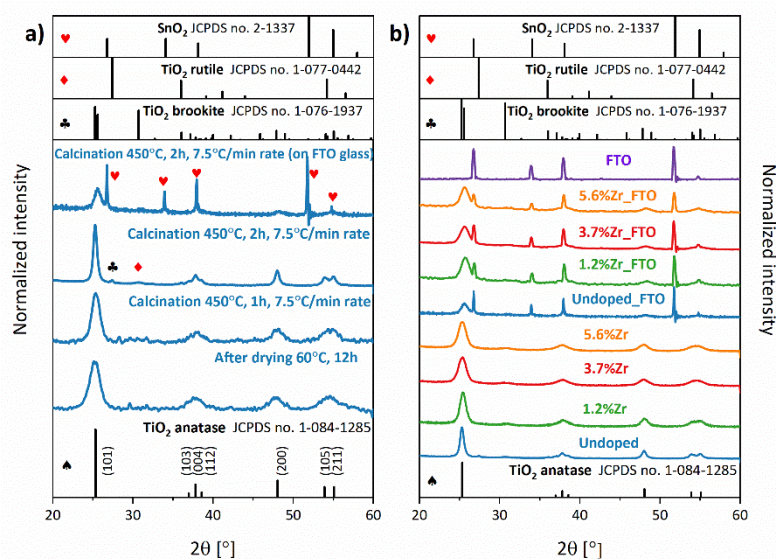 a)
SnO₂ JCPDS no. 2-1337
♥
TiO₂ rutile JCPDS no. 1-077-0442
♦
TiO₂ brookite JCPDS no. 1-076-1937
♣
Calcination 450°C, 2h, 7.5°C/min rate (on FTO glass)
♥ ♥ ♥ ♥ ♥
Calcination 450°C, 2h, 7.5°C/min rate
♣ ♦
Calcination 450°C, 1h, 7.5°C/min rate
After drying 60°C, 12h
TiO₂ anatase JCPDS no. 1-084-1285
♠
(101) (103) (004) (112) (200) (105) (211)
20 30 40 50 60
2θ [°]
Normalized intensity
b)
SnO₂ JCPDS no. 2-1337
♥
TiO₂ rutile JCPDS no. 1-077-0442
♦
TiO₂ brookite JCPDS no. 1-076-1937
♣
FTO
5.6%Zr_FTO
3.7%Zr_FTO
1.2%Zr_FTO
Undoped_FTO
5.6%Zr
3.7%Zr
1.2%Zr
Undoped
TiO₂ anatase JCPDS no. 1-084-1285
♠
20 30 40 50 60
2θ [°]
Normalized intensity